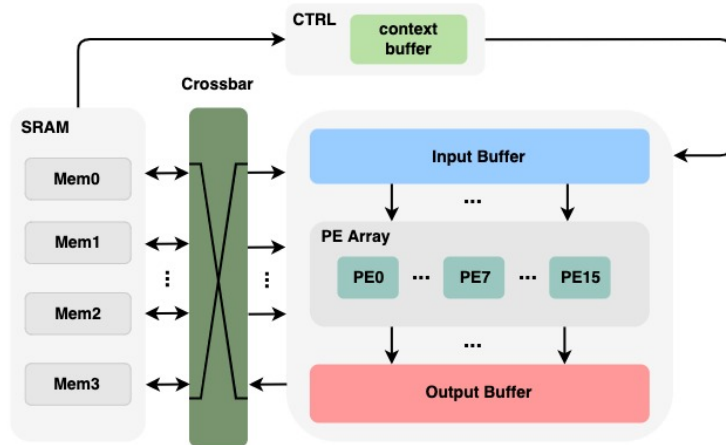 CTRL
context
buffer
Crossbar
SRAM
Mem0
Mem1
...
Mem2
Mem3
...
Input Buffer
...
PE Array
PE0 ... PE7 ... PE15
...
Output Buffer